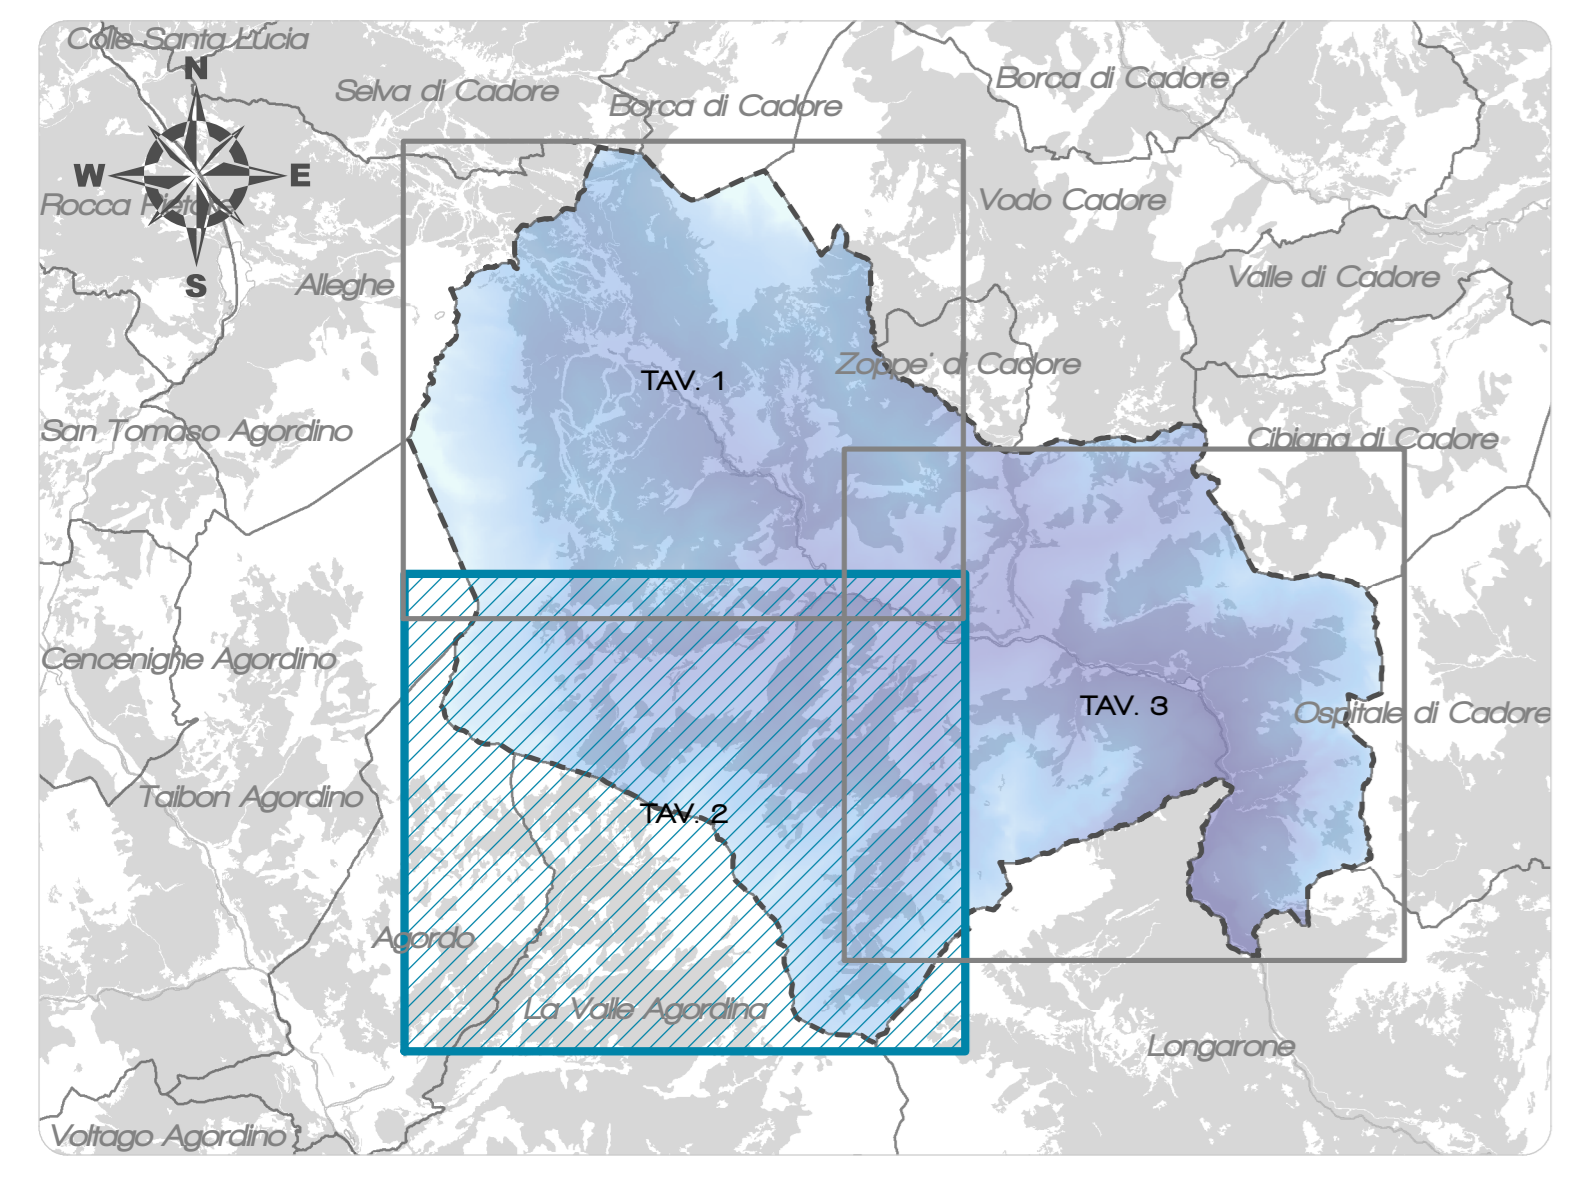 Colle Santa Lucia
N
Selva di Cadore
Borca di Cadore
Borca di Cadore
W
E
Rocca Pietore
Vodo Cadore
S
Alleghe
Valle di Cadore
Zoppe' di Cadore
TAV. 1
San Tomaso Agordino
Cibiana di Cadore
Cencenighe Agordino
TAV. 3
Ospitale di Cadore
Taibon Agordino
TAV. 2
Agordo
La Valle Agordina
Longarone
Voltago Agordino